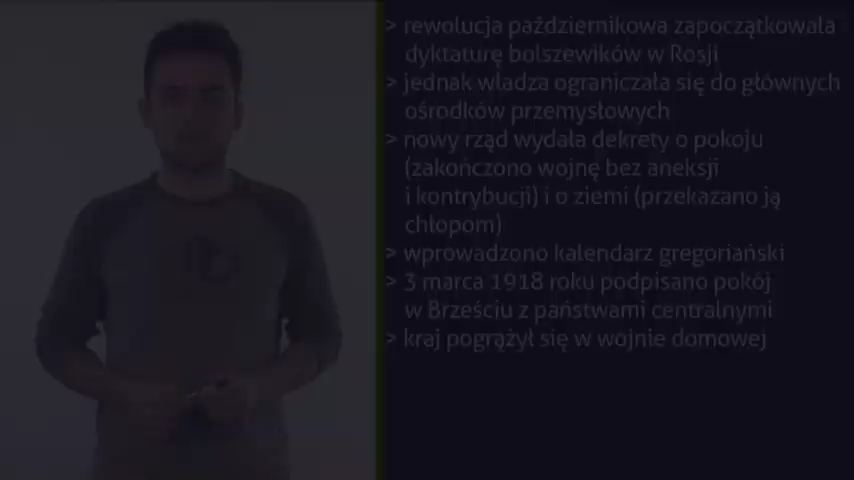 > rewolucja październikowa zapoczątkowała
dyktaturę bolszewików w Rosji
> jednak władza ograniczała się do głównych
ośrodków przemysłowych
> nowy rząd wydała dekrety o pokoju
(zakończono wojnę bez aneksji
i kontrybucji) i o ziemi (przekazano ją
chłopom)
> wprowadzono kalendarz gregoriański
> 3 marca 1918 roku podpisano pokój
w Brześciu z państwami centralnymi
> kraj pogrążył się w wojnie domowej